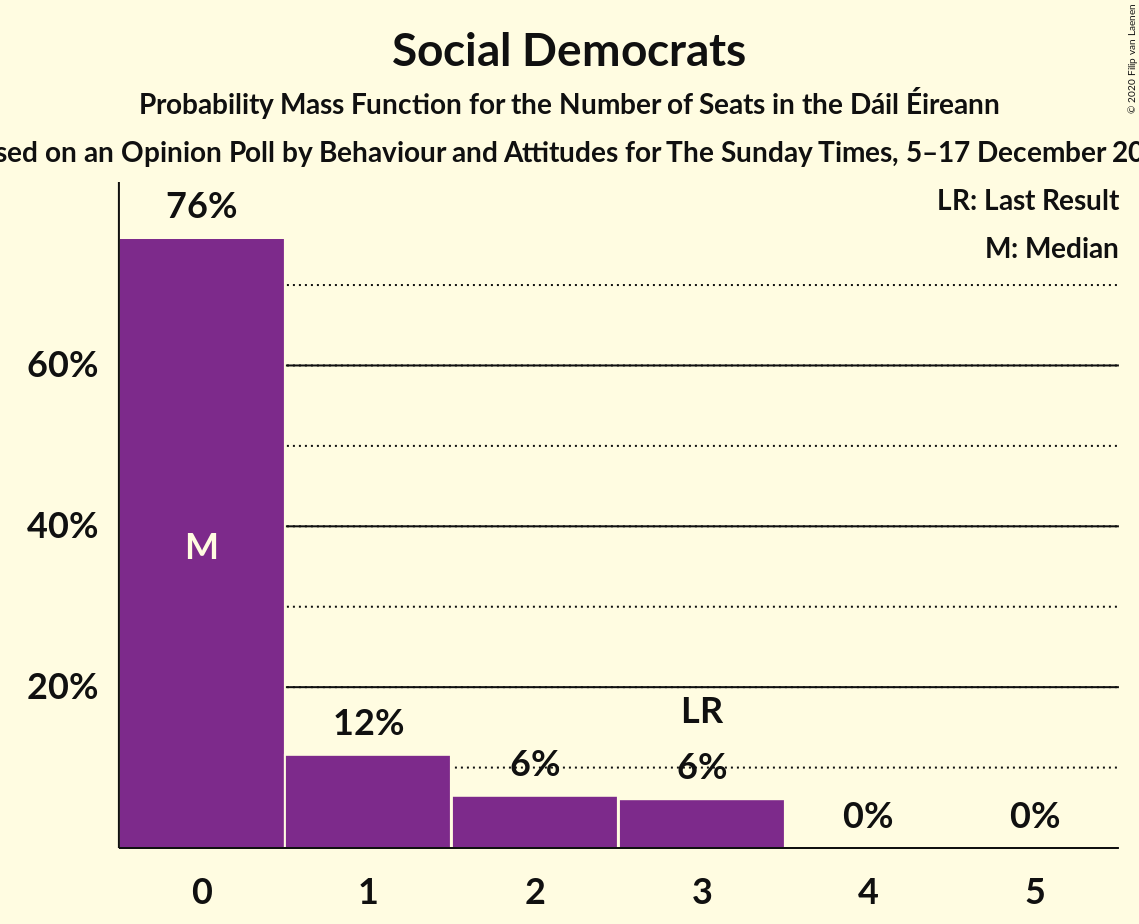 Social Democrats
Probability Mass Function for the Number of Seats in the Dáil Éireann
on an Opinion Poll by Behaviour and Attitudes for The Sunday Times, 5–17 December
© 2020 Filip van Laenen
LR: Last Result
M: Median
76%
60%
40%
20%
M
12%
6%
LR
6%
0%
0%
0 1 2 3 4 5